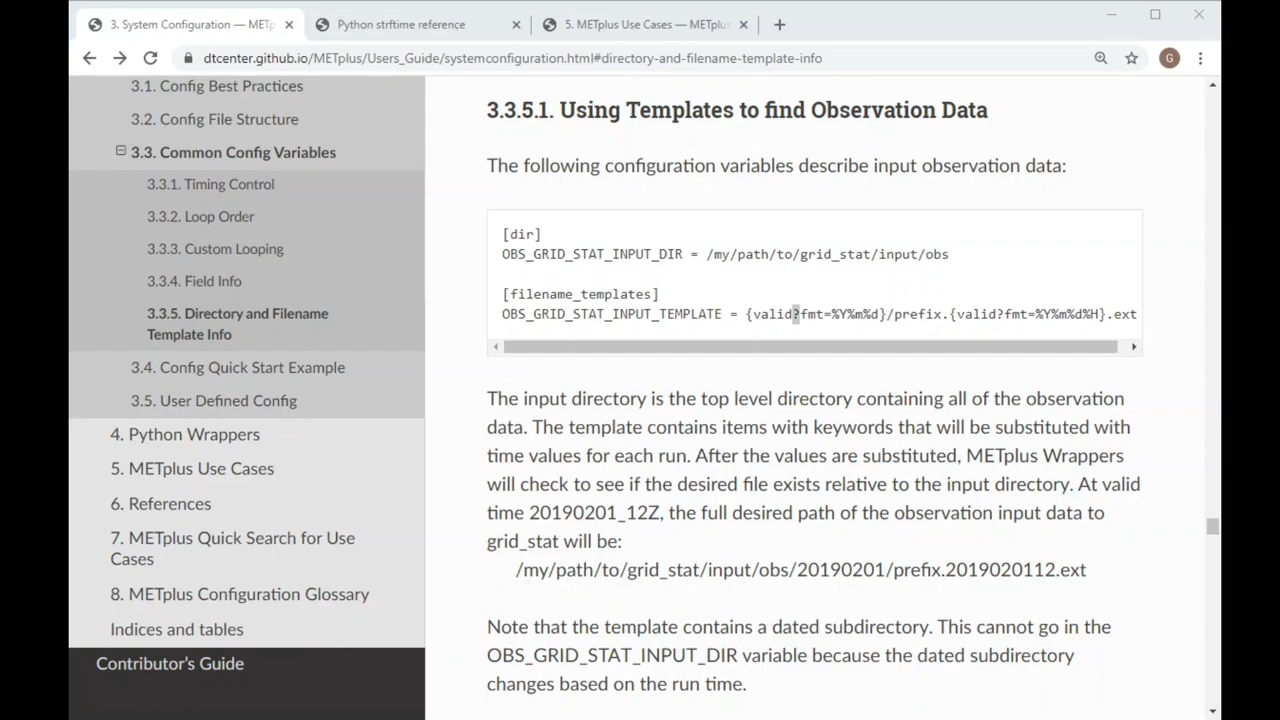 3. System Configuration — METp
Python strftime reference
5. METplus Use Cases — METplus
dtcenter.github.io/METplus/Users_Guide/systemconfiguration.html#directory-and-filename-template-info
G
3.1. Config Best Practices
3.2. Config File Structure
3.3. Common Config Variables
3.3.1. Timing Control
3.3.2. Loop Order
3.3.3. Custom Looping
3.3.4. Field Info
3.3.5. Directory and Filename
Template Info
3.4. Config Quick Start Example
3.5. User Defined Config
4. Python Wrappers
5. METplus Use Cases
6. References
7. METplus Quick Search for Use
Cases
8. METplus Configuration Glossary
Indices and tables
Contributor's Guide
3.3.5.1. Using Templates to find Observation Data
The following configuration variables describe input observation data:
[dir]
OBS_GRID_STAT_INPUT_DIR = /my/path/to/grid_stat/input/obs
[filename_templates]
OBS_GRID_STAT_INPUT_TEMPLATE = {valid?fmt=%Y%m%d}/prefix.{valid?fmt=%Y%m%d%H}.ext
The input directory is the top level directory containing all of the observation
data. The template contains items with keywords that will be substituted with
time values for each run. After the values are substituted, METplus Wrappers
will check to see if the desired file exists relative to the input directory. At valid
time 20190201_12Z, the full desired path of the observation input data to
grid_stat will be:
/my/path/to/grid_stat/input/obs/20190201/prefix.2019020112.ext
Note that the template contains a dated subdirectory. This cannot go in the
OBS_GRID_STAT_INPUT_DIR variable because the dated subdirectory
changes based on the run time.